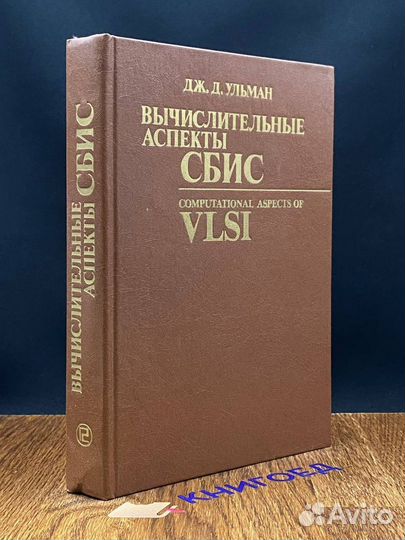 ДЖ. Д. УЛЬМАН
ВЫЧИСЛИТЕЛЬНЫЕ
АСПЕКТЫ
СБИС
COMPUTATIONAL ASPECTS OF
VLSI
ВЫЧИСЛИТЕЛЬНЫЕ
АСПЕКТЫ СБИС
КНИГОЕД
Avito